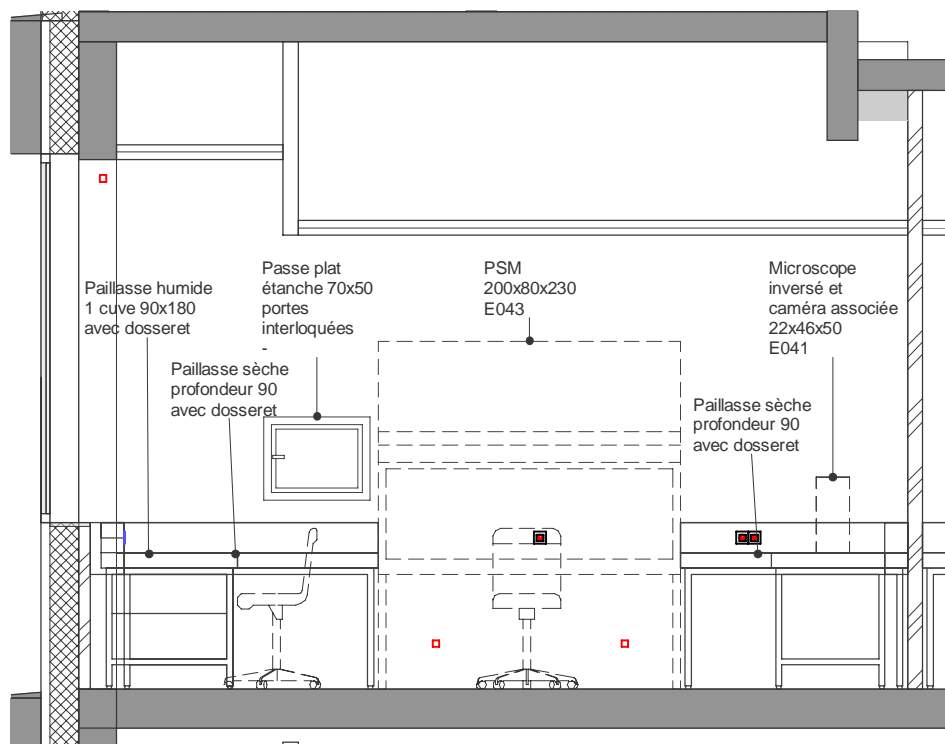 Paillasse humide
1 cuve 90x180
avec dosseret
Passe plat
étanche 70x50
portes
interloquées
-
Paillasse sèche
profondeur 90
avec dosseret
PSM
200x80x230
E043
Microscope
inversé et
caméra associée
22x46x50
E041
Paillasse sèche
profondeur 90
avec dosseret